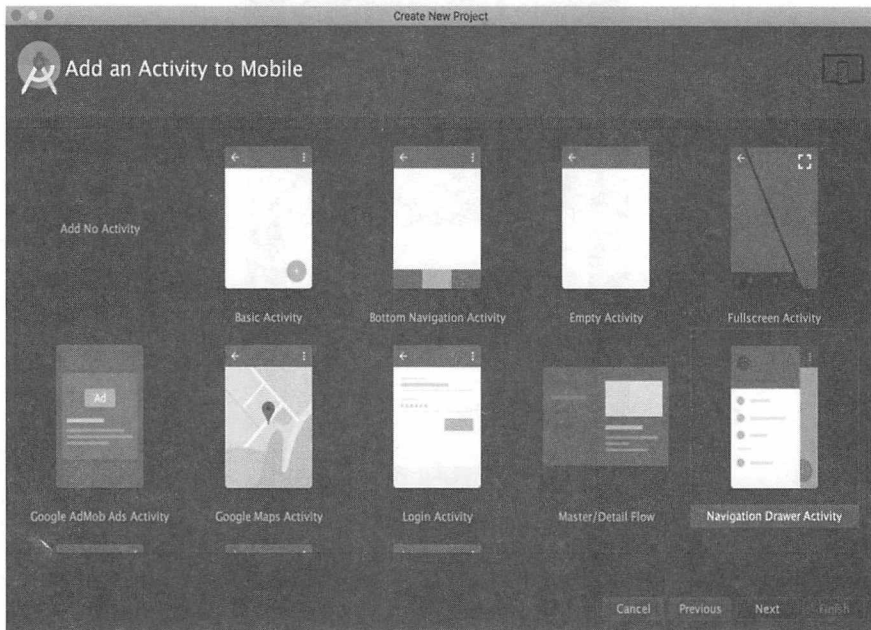 Create New Project
Add an Activity to Mobile
Add No Activity
Basic Activity
Bottom Navigation Activity
Empty Activity
Fullscreen Activity
Ad
Google AdMob Ads Activity
Google Maps Activity
Login Activity
Master/Detail Flow
Navigation Drawer Activity
Cancel
Previous
Next
Finish